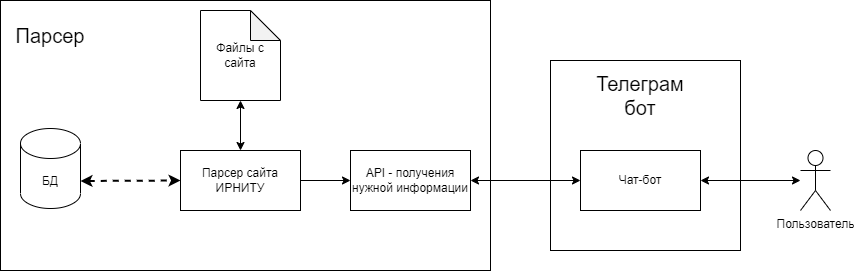 Парсер
Файлы с
сайта
БД
Парсер сайта
ИРНИТУ
API - получения
нужной информации
Телеграм
бот
Чат-бот
Пользователь